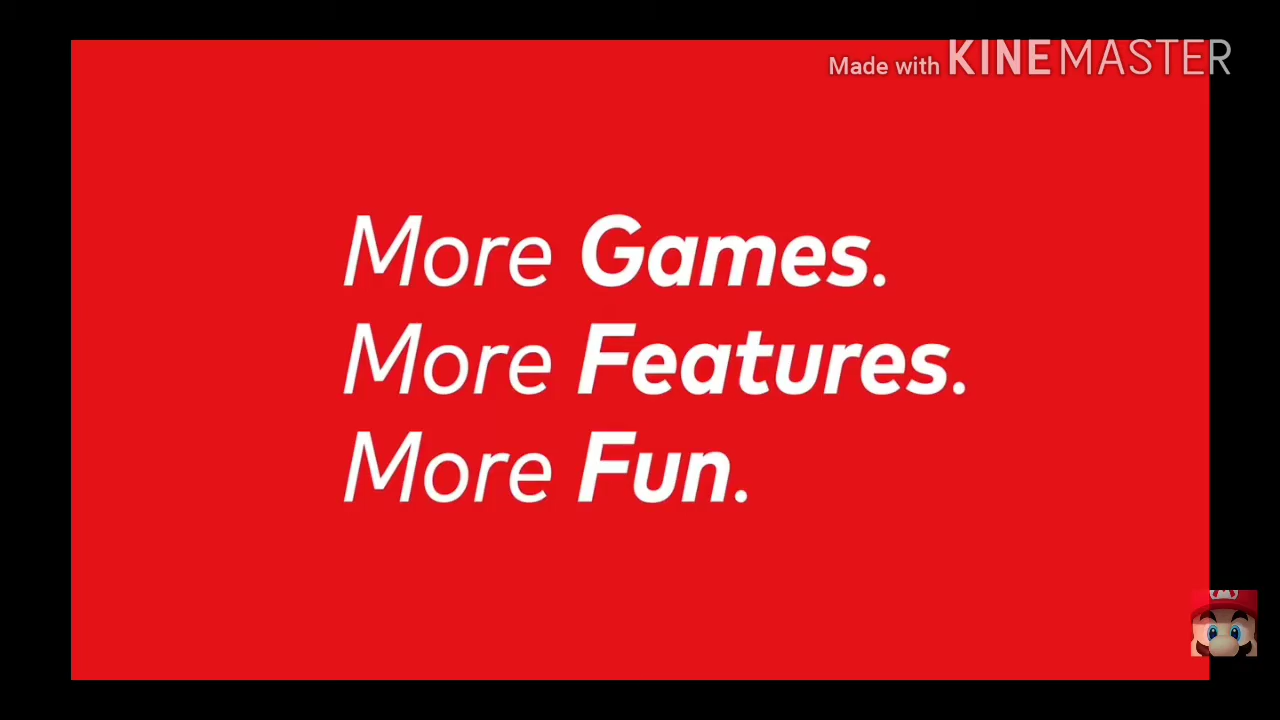 Made with KINEMASTER
More Games.
More Features.
More Fun.
M